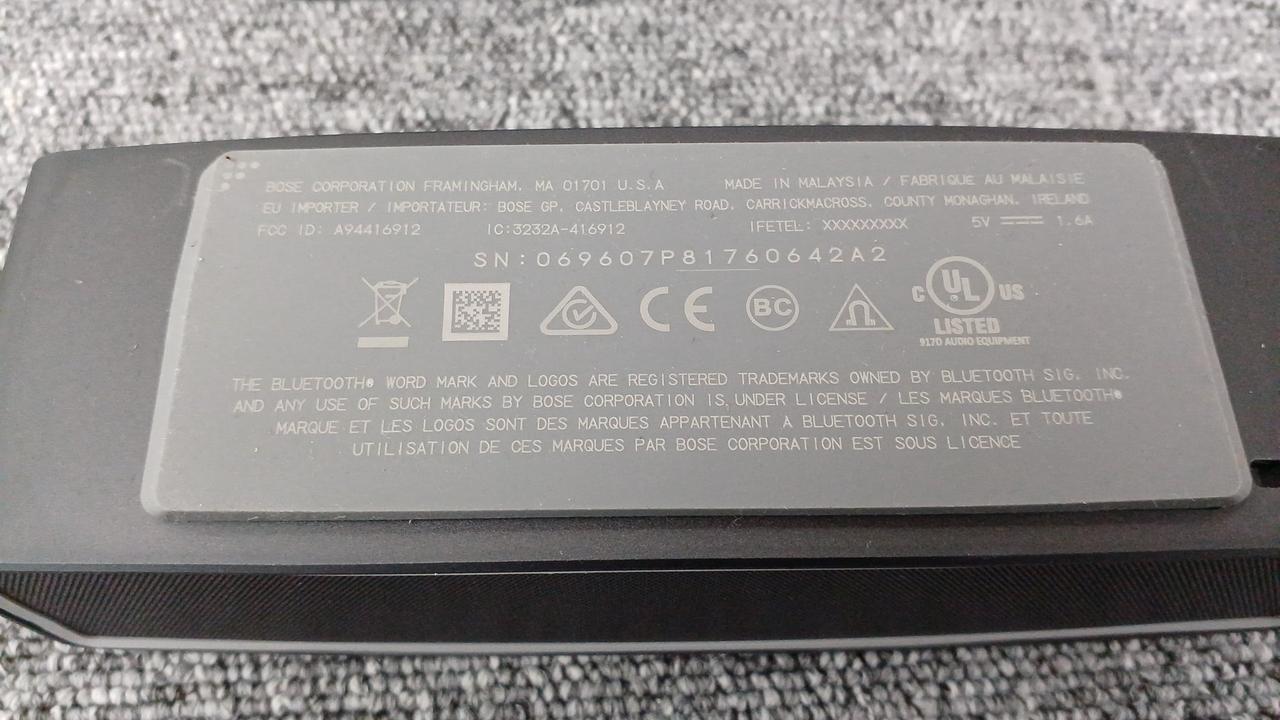 BOSE CORPORATION FRAMINGHAM, MA 01701 U.S.A MADE IN MALAYSIA / FABRIQUE AU MALAISIE
EU IMPORTER / IMPORTATEUR: BOSE GP, CASTLEBLAYNEY ROAD, CARRICKMACROSS, COUNTY MONAGHAN, IRELAND
FCC ID: A94416912 IC:3232A-416912 IFETEL: XXXXXXXXX 5V 1.6A
SN:069607P81760642A2
CE BC C UL US
LISTED
917D AUDIO EQUIPMENT
THE BLUETOOTH® WORD MARK AND LOGOS ARE REGISTERED TRADEMARKS OWNED BY BLUETOOTH SIG, INC.
AND ANY USE OF SUCH MARKS BY BOSE CORPORATION IS UNDER LICENSE / LES MARQUES BLUETOOTH®
MARQUE ET LES LOGOS SONT DES MARQUES APPARTENANT A BLUETOOTH SIG, INC. ET TOUTE
UTILISATION DE CES MARQUES PAR BOSE CORPORATION EST SOUS LICENCE